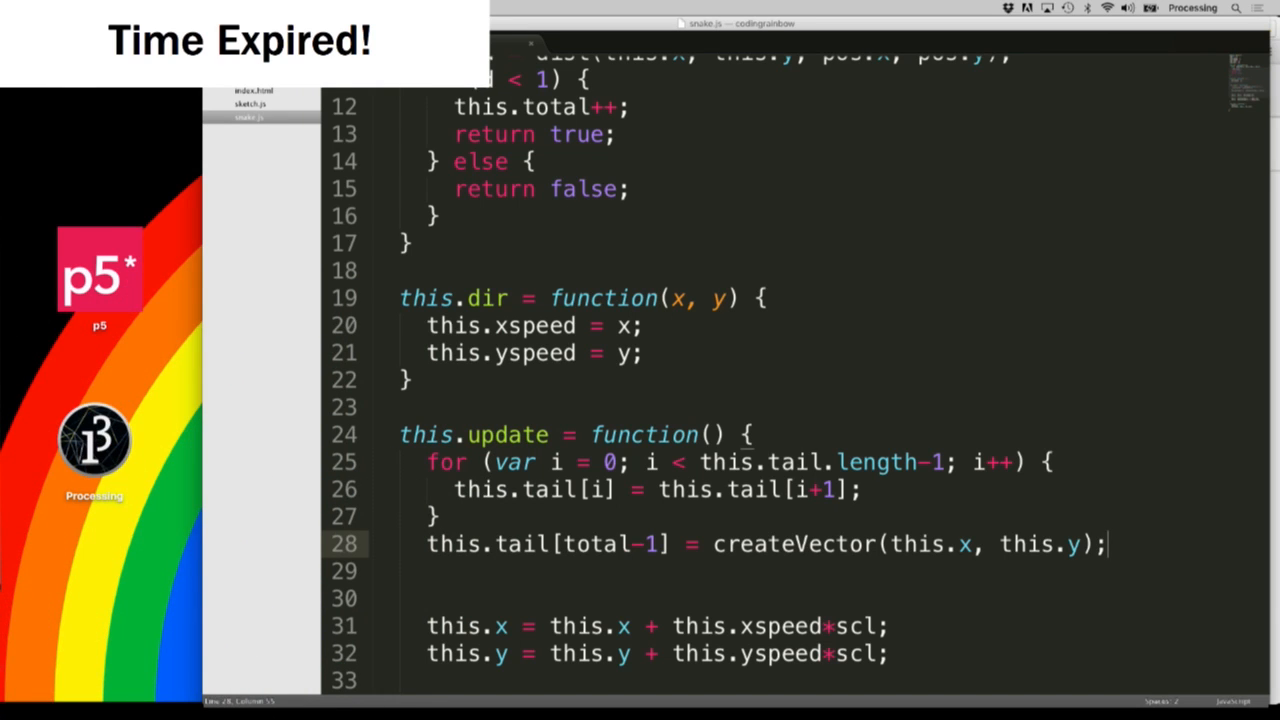 Time Expired!
Processing
snake.js — codingrainbow
index.html
sketch.js
snake.js
p5*
p5
Processing
dist(this.x, this.y, pos.x, pos.y);
< 1) {
12 this.total++;
13 return true;
14 } else {
15 return false;
16 }
17 }
18
19 this.dir = function(x, y) {
20 this.xspeed = x;
21 this.yspeed = y;
22 }
23
24 this.update = function() {
25 for (var i = 0; i < this.tail.length-1; i++) {
26 this.tail[i] = this.tail[i+1];
27 }
28 this.tail[total-1] = createVector(this.x, this.y);
29
30
31 this.x = this.x + this.xspeed*scl;
32 this.y = this.y + this.yspeed*scl;
33
Line 28, Column 55
Spaces: 2
JavaScript